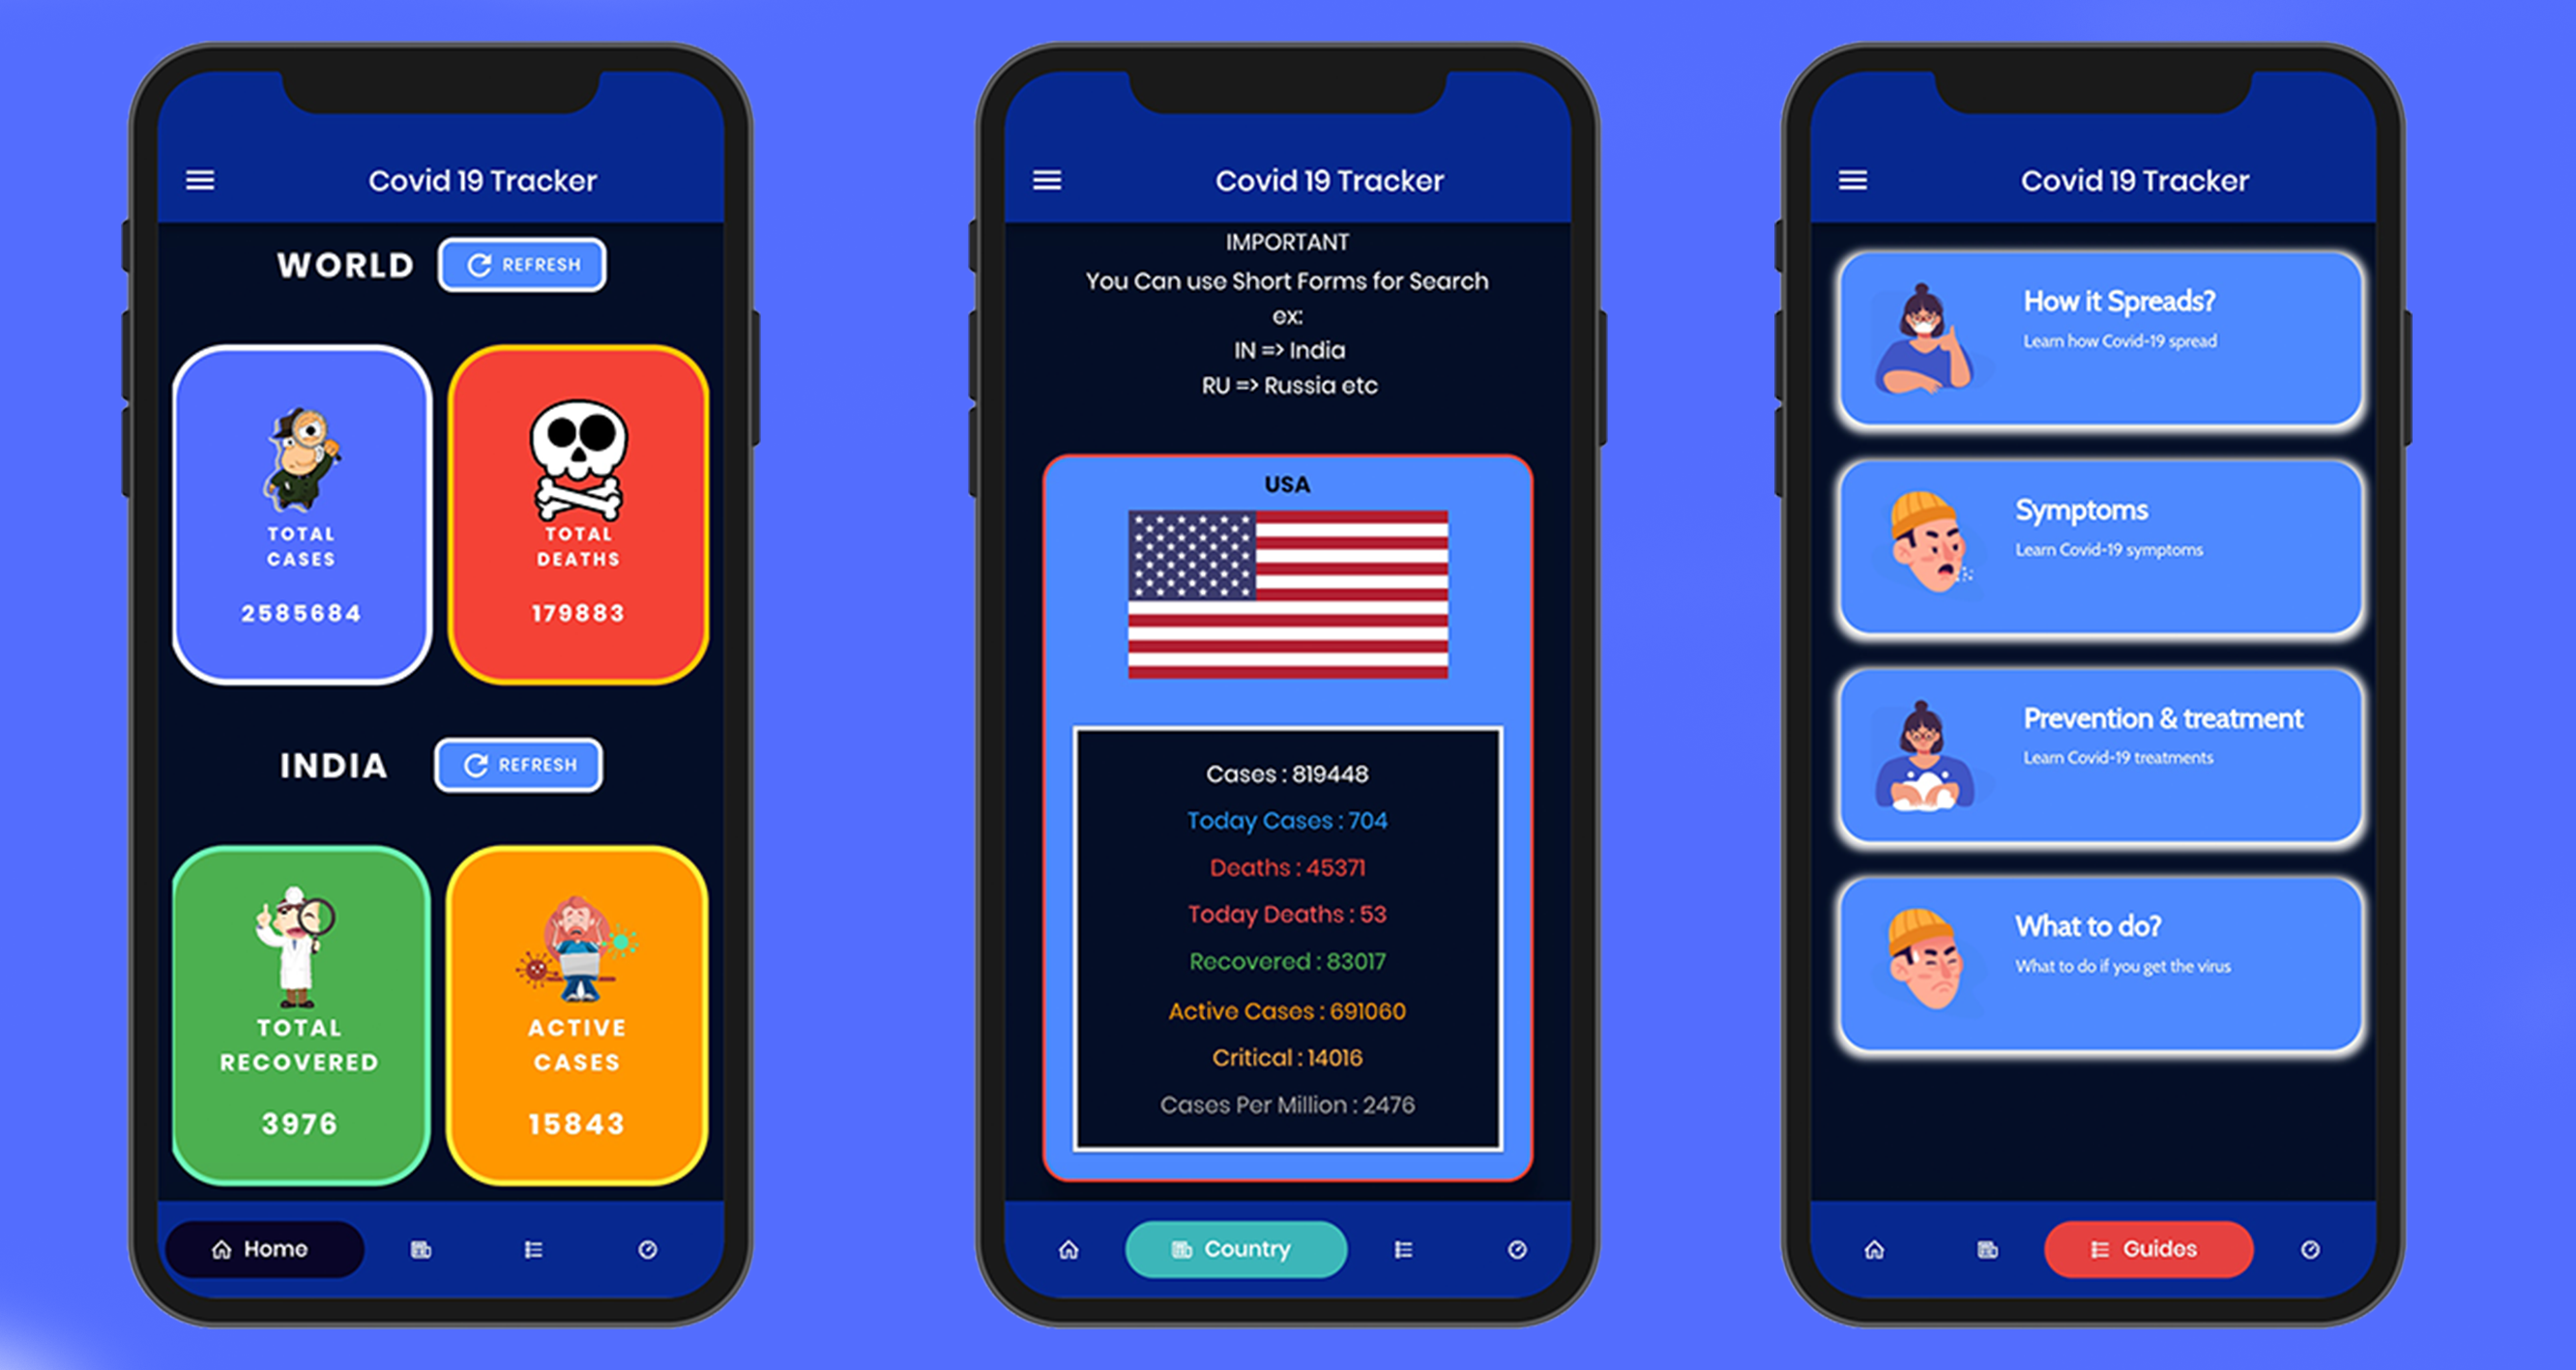 Covid 19 Tracker
WORLD
REFRESH
TOTAL
CASES
2585684
TOTAL
DEATHS
179883
INDIA
REFRESH
TOTAL
RECOVERED
3976
ACTIVE
CASES
15843
Home
Covid 19 Tracker
IMPORTANT
You Can use Short Forms for Search
ex:
IN => India
RU => Russia etc
USA
Cases : 819448
Today Cases : 704
Deaths : 45371
Today Deaths : 53
Recovered : 83017
Active Cases : 691060
Critical : 14016
Cases Per Million : 2476
Country
Covid 19 Tracker
How it Spreads?
Learn how Covid-19 spread
Symptoms
Learn Covid-19 symptoms
Prevention & treatment
Learn Covid-19 treatments
What to do?
What to do if you get the virus
Guides